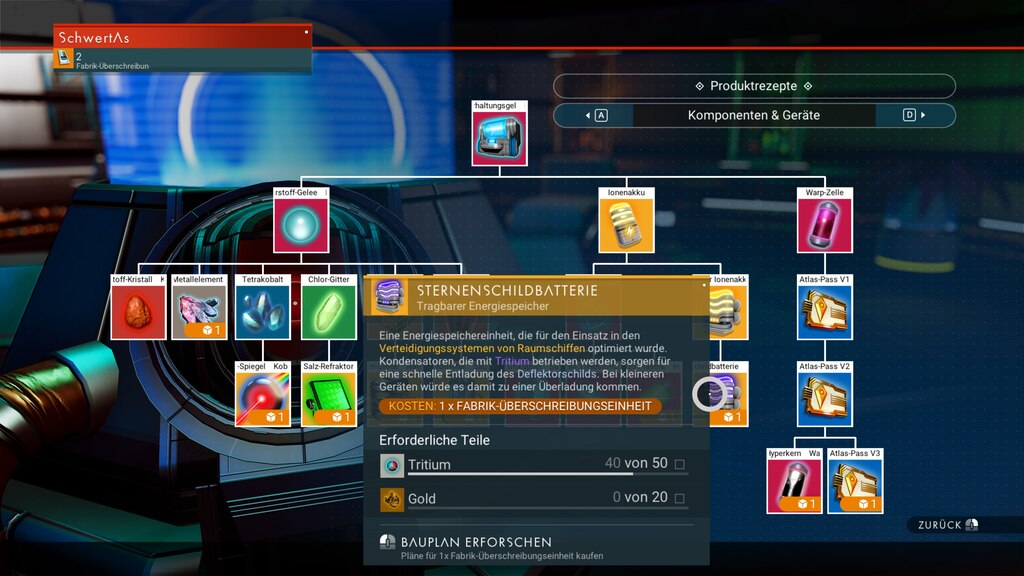 SchwertΛs
2
Fabrik-Überschreibun
Produktrezepte
A
Komponenten & Geräte
D
haltungsgel
rstoff-Gelee
Ionenakku
Warp-Zelle
toff-Kristall
Metallelement
Tetrakobalt
Chlor-Gitter
r Ionenakk
Atlas-Pass V1
1
STERNENSCHILDBATTERIE
Tragbarer Energiespeicher
Eine Energiespeichereinheit, die für den Einsatz in den
Verteidigungssystemen von Raumschiffen optimiert wurde.
Kondensatoren, die mit Tritium betrieben werden, sorgen für
eine schnelle Entladung des Deflektorschilds. Bei kleineren
Geräten würde es damit zu einer Überladung kommen.
KOSTEN: 1 x FABRIK-ÜBERSCHREIBUNGSEINHEIT
-Spiegel Kob
Salz-Refraktor
ldbatterie
Atlas-Pass V2
1
1
1
Erforderliche Teile
Tritium 40 von 50
Gold 0 von 20
yperkern Wa
Atlas-Pass V3
1
1
BAUPLAN ERFORSCHEN
Pläne für 1x Fabrik-Überschreibungseinheit kaufen
ZURÜCK